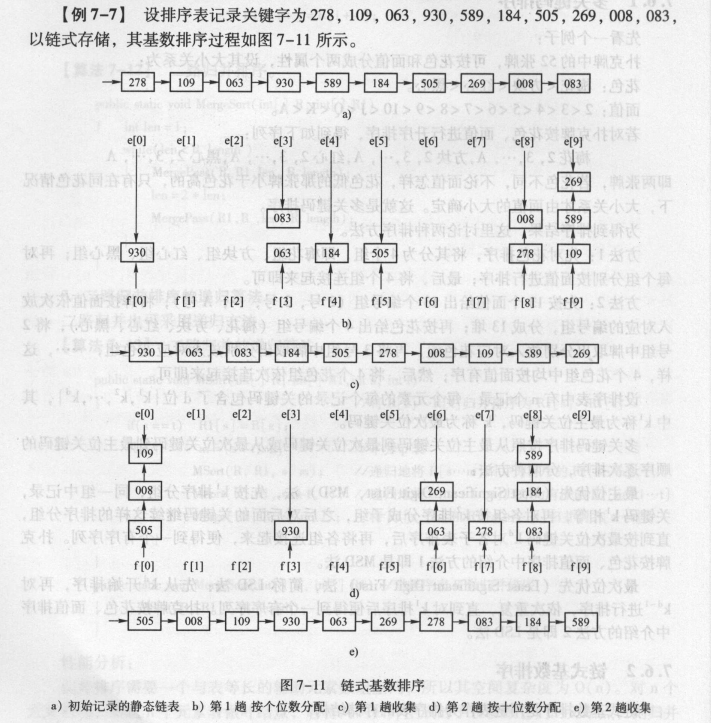 【例 7-7】 设排序表记录关键字为 278,109,063,930,589,184,505,269,008,083,
以链式存储,其基数排序过程如图 7-11 所示。
278 109 063 930 589 184 505 269 008 083
a)
e[0] e[1] e[2] e[3] e[4] e[5] e[6] e[7] e[8] e[9]
269
083 008 589
930 063 184 505 278 109
f[0] f[1] f[2] f[3] f[4] f[5] f[6] f[7] f[8] f[9]
b)
930 063 083 184 505 278 008 109 589 269
c)
e[0] e[1] e[2] e[3] e[4] e[5] e[6] e[7] e[8] e[9]
109 589
008 269 184
505 930 063 278 083
f[0] f[1] f[2] f[3] f[4] f[5] f[6] f[7] f[8] f[9]
d)
505 008 109 930 063 269 278 083 184 589
e)
图 7-11 链式基数排序
a) 初始记录的静态链表 b) 第 1 趟 按个位数分配 c) 第 1 趟收集 d) 第 2 趟 按十位数分配 e) 第 2 趟收集